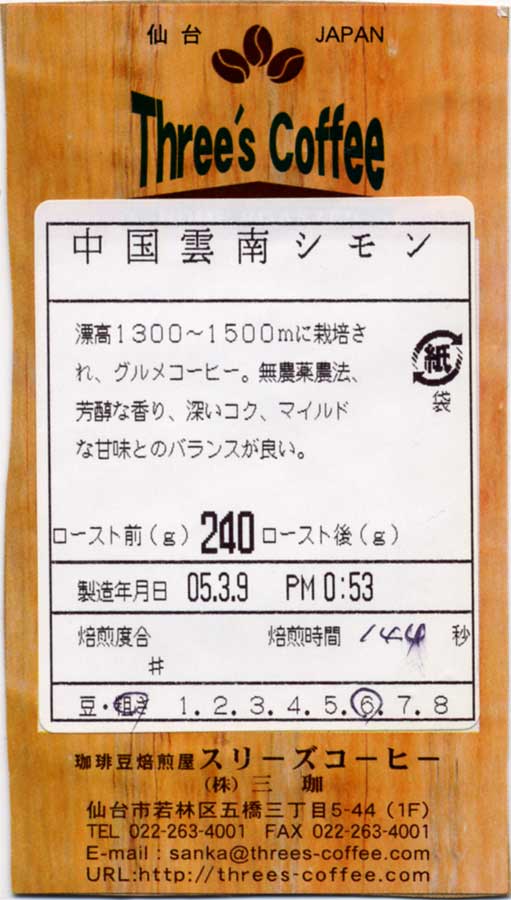 仙台
JAPAN
Three's Coffee
中国雲南シモン
漂高1300～1500mに栽培さ
れ、グルメコーヒー。無農薬農法、
芳醇な香り、深いコク、マイルド
な甘味とのバランスが良い。
紙
袋
ロースト前(g) 240 ロースト後(g)
製造年月日 05.3.9 PM 0:53
焙煎度合 焙煎時間 144 秒
#
豆・粗さ 1.2.3.4.5.6.7.8
珈琲豆焙煎屋スリーズコーヒー
(株)三珈
仙台市若林区五橋三丁目5-44（1F）
TEL 022-263-4001 FAX 022-263-4001
E-mail : sanka@threes-coffee.com
URL:http://threes-coffee.com